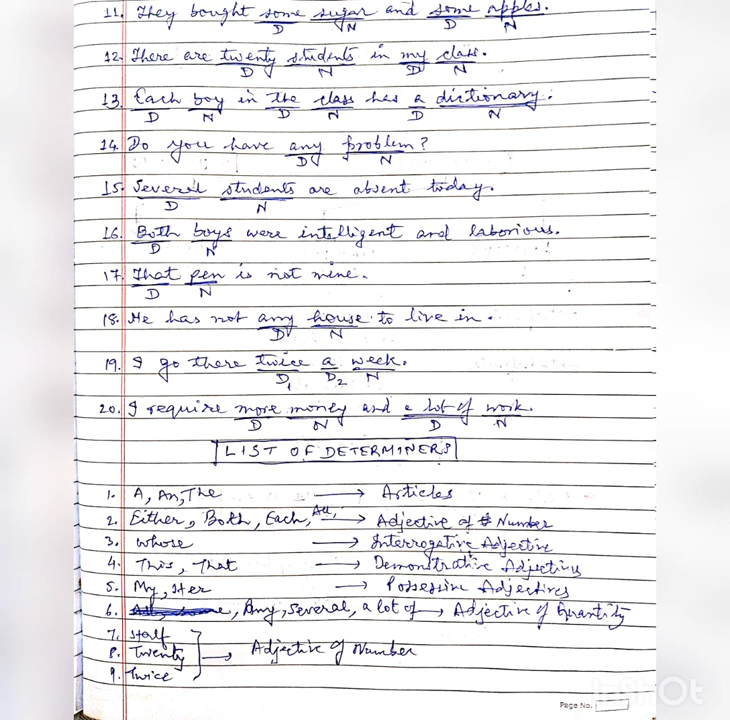 11. They bought some sugar and some apples.
D N D N
12. There are twenty students in my class.
D N D N
13. Each boy in the class has a dictionary.
D N D N D N
14. Do you have any problem?
D N
15. Several students are absent today.
D N
16. Both boys were intelligent and laborious.
D N
17. That pen is not mine.
D N
18. He has not any house to live in.
D N
19. I go there twice a week.
D1 D2 N
20. I require more money and a lot of work.
D N D N
LIST OF DETERMINERS
1. A, An, The → Articles
2. Either, Both, Each, All, → Adjective of Number
3. Whose → Interrogative Adjective
4. This, That → Demonstrative Adjectives
5. My, Her → Possessive Adjectives
6. , Any, Several, a lot of → Adjective of Quantity
7. Half
8. Twenty → Adjective of Number
9. Twice
Page No.
InShOt